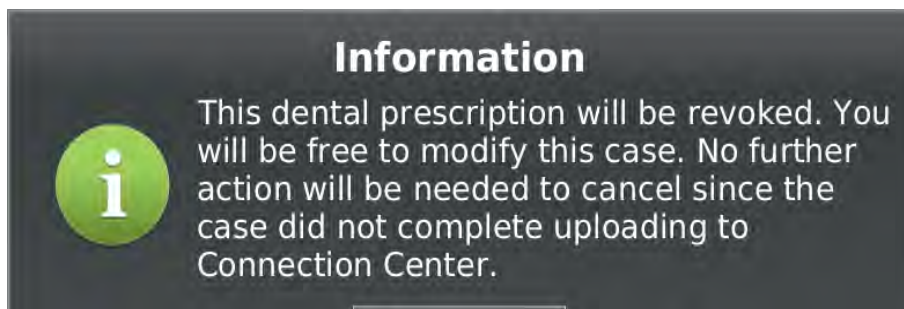 Information
This dental prescription will be revoked. You
will be free to modify this case. No further
action will be needed to cancel since the
case did not complete uploading to
Connection Center.